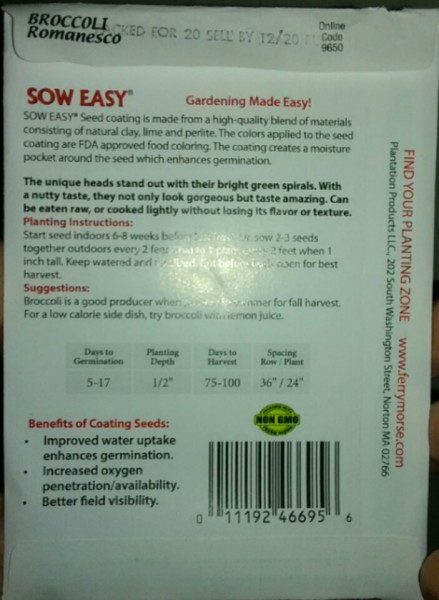 BROCCOLI
Romanesco
PACKED FOR 20 SELL BY 12/20
Online
Code
9650
SOW EASY®
Gardening Made Easy!
SOW EASY® Seed coating is made from a high-quality blend of materials
consisting of natural clay, lime and perlite. The colors applied to the seed
coating are FDA approved food coloring. The coating creates a moisture
pocket around the seed which enhances germination.
The unique heads stand out with their bright green spirals. With
a nutty taste, they not only look gorgeous but taste amazing. Can
be eaten raw, or cooked lightly without losing its flavor or texture.
Planting Instructions:
Start seed indoors 6-8 weeks sow 2-3 seeds
together outdoors every 2 feet 2 feet when 1
inch tall. Keep watered and open for best
harvest.
Suggestions:
Broccoli is a good producer when for fall harvest.
For a low calorie side dish, try broccoli with lemon juice.
Days to Germination Planting Depth Days to Harvest Spacing Row / Plant
5-17 1/2" 75-100 36" / 24"
Benefits of Coating Seeds:
• Improved water uptake
enhances germination.
• Increased oxygen
penetration/availability.
• Better field visibility.
NON GMO
0 11192 46695 6
FIND YOUR PLANTING ZONE www.ferrymorse.com
Plantation Products LLC., 202 South Washington Street, Norton MA 02766